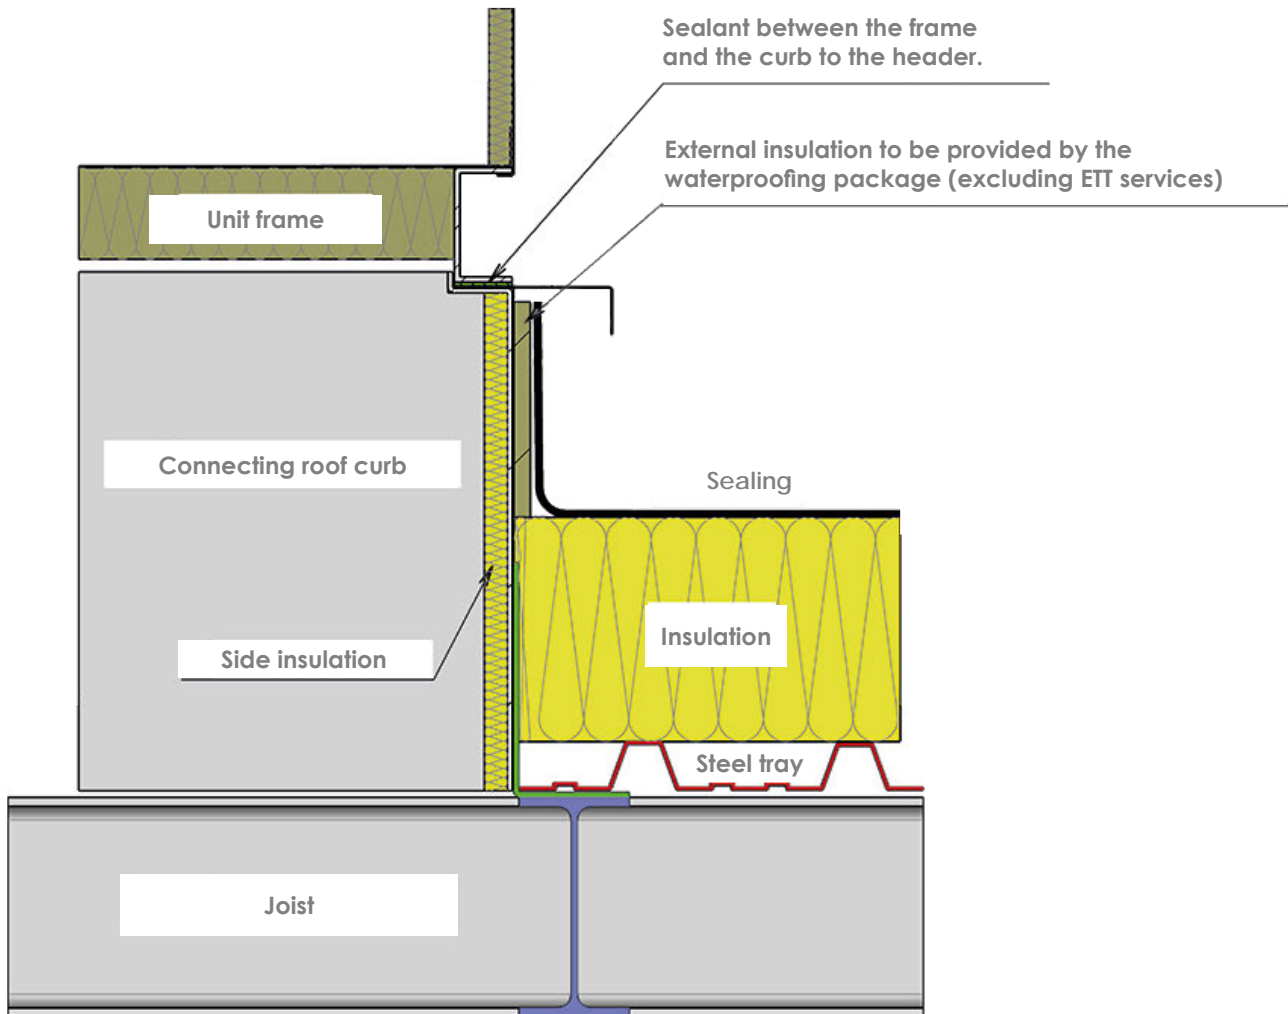 Sealant between the frame
and the curb to the header.
External insulation to be provided by the
waterproofing package (excluding ETT services)
Unit frame
Connecting roof curb
Sealing
Insulation
Side insulation
Steel tray
Joist